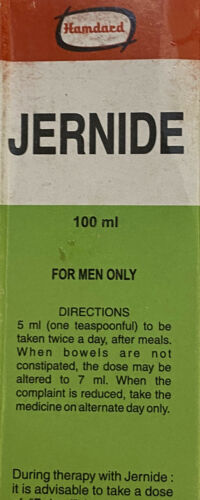 Hamdard
JERNIDE
100 ml
FOR MEN ONLY
DIRECTIONS
5 ml (one teaspoonful) to be
taken twice a day, after meals.
When bowels are not
constipated, the dose may be
altered to 7 ml. When the
complaint is reduced, take the
medicine on alternate day only.
During therapy with Jernide :
it is advisable to take a dose